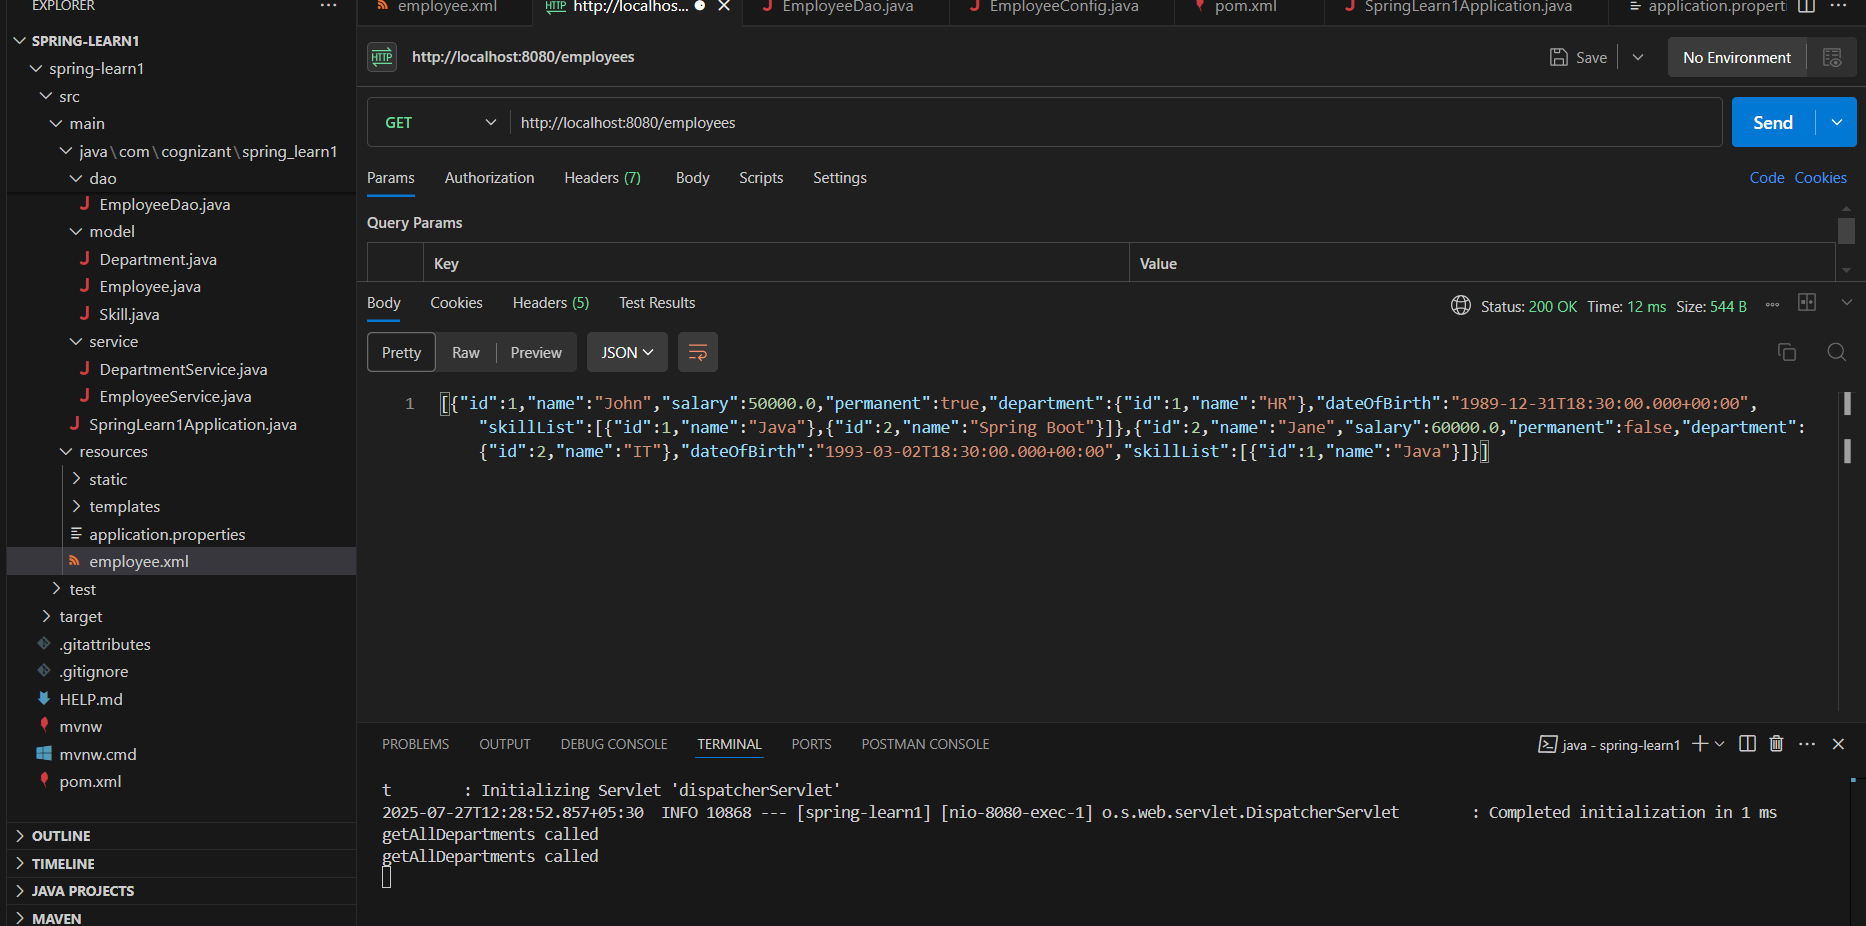 EXPLORER
SPRING-LEARN1
spring-learn1
src
main
java\com\cognizant\spring_learn1
dao
EmployeeDao.java
model
Department.java
Employee.java
Skill.java
service
DepartmentService.java
EmployeeService.java
SpringLearn1Application.java
resources
static
templates
application.properties
employee.xml
test
target
.gitattributes
.gitignore
HELP.md
mvnw
mvnw.cmd
pom.xml
OUTLINE
TIMELINE
JAVA PROJECTS
MAVEN
employee.xml HTTP http://localhos... EmployeeDao.java EmployeeConfig.java pom.xml SpringLearn1Application.java application.properti
HTTP http://localhost:8080/employees Save No Environment
GET http://localhost:8080/employees Send
Params Authorization Headers (7) Body Scripts Settings Code Cookies
Query Params
Key Value
Body Cookies Headers (5) Test Results Status: 200 OK Time: 12 ms Size: 544 B
Pretty Raw Preview JSON
1 [{"id":1,"name":"John","salary":50000.0,"permanent":true,"department":{"id":1,"name":"HR"},"dateOfBirth":"1989-12-31T18:30:00.000+00:00",
"skillList":[{"id":1,"name":"Java"},{"id":2,"name":"Spring Boot"}]},{"id":2,"name":"Jane","salary":60000.0,"permanent":false,"department":
{"id":2,"name":"IT"},"dateOfBirth":"1993-03-02T18:30:00.000+00:00","skillList":[{"id":1,"name":"Java"}]}]
PROBLEMS OUTPUT DEBUG CONSOLE TERMINAL PORTS POSTMAN CONSOLE java - spring-learn1
t : Initializing Servlet 'dispatcherServlet'
2025-07-27T12:28:52.857+05:30 INFO 10868 --- [spring-learn1] [nio-8080-exec-1] o.s.web.servlet.DispatcherServlet : Completed initialization in 1 ms
getAllDepartments called
getAllDepartments called